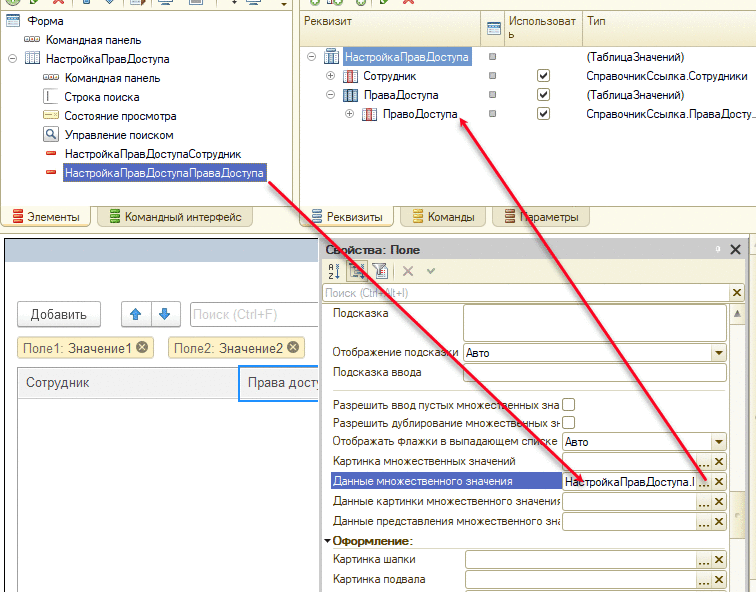 Форма
Командная панель
НастройкаПравДоступа
Командная панель
Строка поиска
Состояние просмотра
Управление поиском
НастройкаПравДоступаСотрудник
НастройкаПравДоступаПраваДоступа
Элементы
Командный интерфейс
Реквизит
Использовать
Тип
НастройкаПравДоступа
(ТаблицаЗначений)
Сотрудник
СправочникСсылка.Сотрудники
ПраваДоступа
(ТаблицаЗначений)
ПравоДоступа
СправочникСсылка.ПраваДосту...
Реквизиты
Команды
Параметры
Добавить
Поиск (Ctrl+F)
Поле1: Значение1
Поле2: Значение2
Сотрудник
Права досту
Свойства: Поле
Поиск (Ctrl+Alt+I)
Подсказка
Отображение подсказки
Авто
Подсказка ввода
Разрешить ввод пустых множественных зна
Разрешить дублирование множественных зн
Отображать флажки в выпадающем списке
Авто
Картинка множественных значений
...
Данные множественного значения
НастройкаПравДоступа.Г
...
Данные картинки множественного значения
...
Данные представления множественного зна
...
Оформление:
Картинка шапки
...
Картинка подвала
...